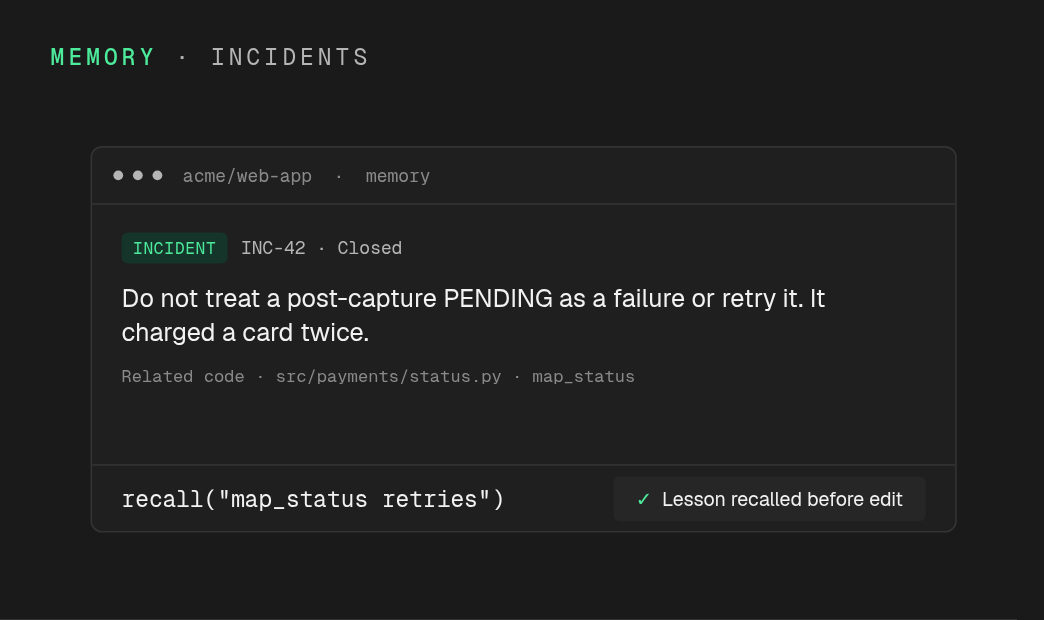 MEMORY · INCIDENTS
acme/web-app · memory
INCIDENT INC-42 · Closed
Do not treat a post-capture PENDING as a failure or retry it. It
charged a card twice.
Related code · src/payments/status.py · map_status
recall("map_status retries")
✓ Lesson recalled before edit